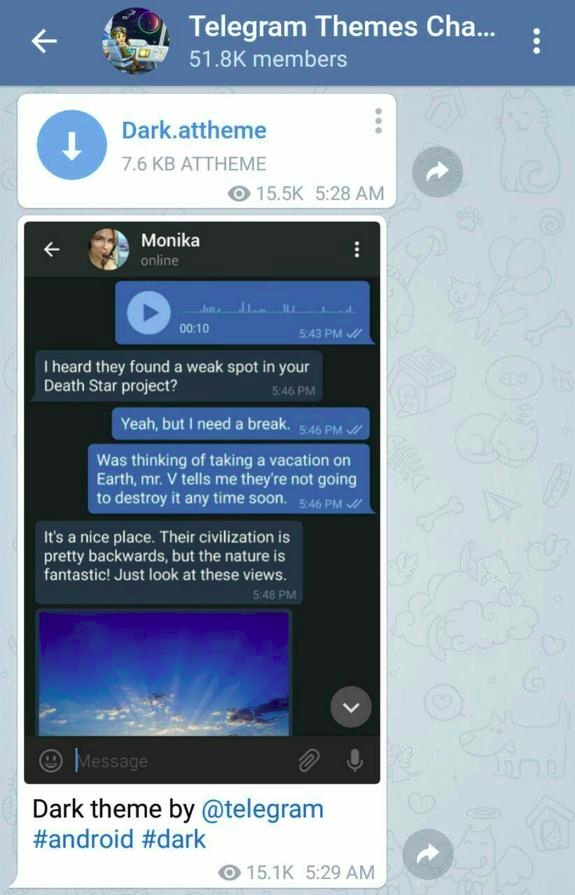 Telegram Themes Cha...
51.8K members
Dark.attheme
7.6 KB ATTHEME
15.5K 5:28 AM
Monika
online
00:10
5:43 PM
I heard they found a weak spot in your
Death Star project?
5:46 PM
Yeah, but I need a break. 5:46 PM
Was thinking of taking a vacation on
Earth, mr. V tells me they're not going
to destroy it any time soon. 5:46 PM
It's a nice place. Their civilization is
pretty backwards, but the nature is
fantastic! Just look at these views.
5:48 PM
Message
Dark theme by @telegram
#android #dark
15.1K 5:29 AM